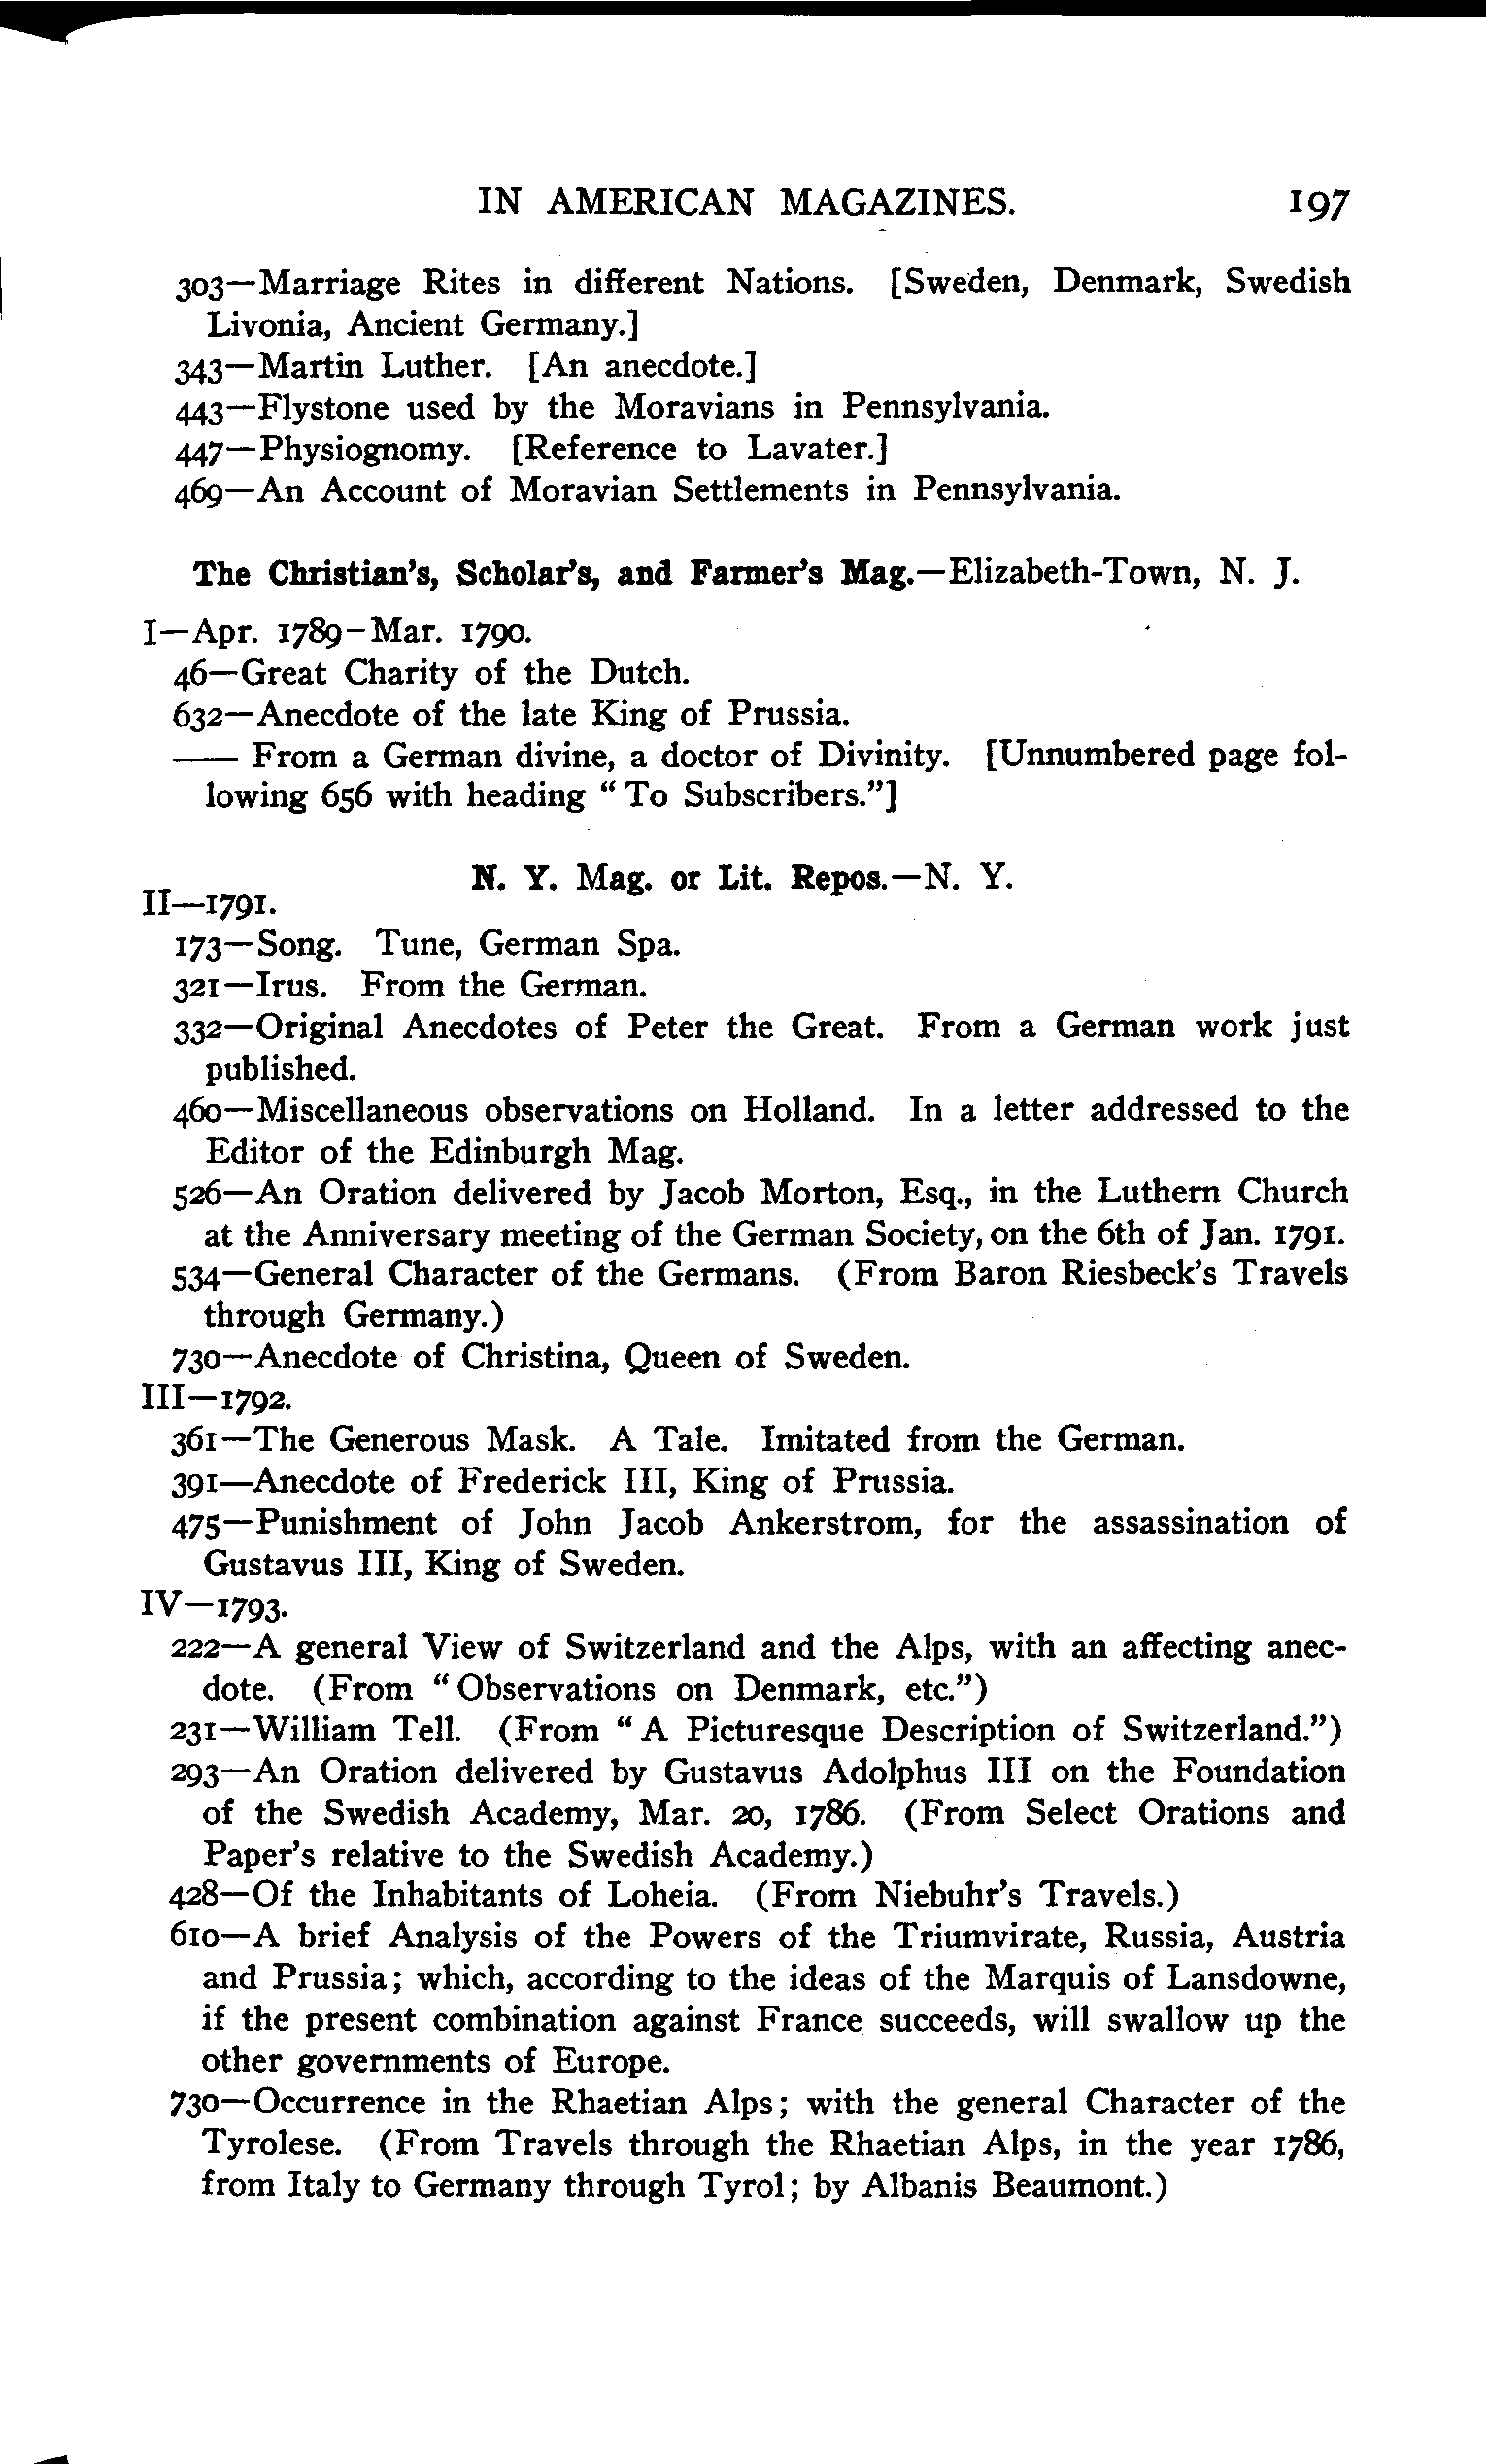 IN AMERICAN MAGAZINES. 197
303—Marriage Rites in different Nations. [Sweden, Denmark, Swedish
Livonia, Ancient Germany.]
343—Martin Luther. [An anecdote.]
443—Flystone used by the Moravians in Pennsylvania.
447—Physiognomy. [Reference to Lavater.]
469—An Account of Moravian Settlements in Pennsylvania.
The Christian's, Scholar's, and Farmer's Mag.—Elizabeth-Town, N. J.
I—Apr. 1789–Mar. 1790.
46—Great Charity of the Dutch.
632—Anecdote of the late King of Prussia.
—— From a German divine, a doctor of Divinity. [Unnumbered page fol-
lowing 656 with heading "To Subscribers."]
N. Y. Mag. or Lit. Repos.—N. Y.
II—1791.
173—Song. Tune, German Spa.
321—Irus. From the German.
332—Original Anecdotes of Peter the Great. From a German work just
published.
460—Miscellaneous observations on Holland. In a letter addressed to the
Editor of the Edinburgh Mag.
526—An Oration delivered by Jacob Morton, Esq., in the Luthern Church
at the Anniversary meeting of the German Society, on the 6th of Jan. 1791.
534—General Character of the Germans. (From Baron Riesbeck's Travels
through Germany.)
730—Anecdote of Christina, Queen of Sweden.
III—1792.
361—The Generous Mask. A Tale. Imitated from the German.
391—Anecdote of Frederick III, King of Prussia.
475—Punishment of John Jacob Ankerstrom, for the assassination of
Gustavus III, King of Sweden.
IV—1793.
222—A general View of Switzerland and the Alps, with an affecting anec-
dote. (From "Observations on Denmark, etc.")
231—William Tell. (From "A Picturesque Description of Switzerland.")
293—An Oration delivered by Gustavus Adolphus III on the Foundation
of the Swedish Academy, Mar. 20, 1786. (From Select Orations and
Paper's relative to the Swedish Academy.)
428—Of the Inhabitants of Loheia. (From Niebuhr's Travels.)
610—A brief Analysis of the Powers of the Triumvirate, Russia, Austria
and Prussia; which, according to the ideas of the Marquis of Lansdowne,
if the present combination against France succeeds, will swallow up the
other governments of Europe.
730—Occurrence in the Rhaetian Alps; with the general Character of the
Tyrolese. (From Travels through the Rhaetian Alps, in the year 1786,
from Italy to Germany through Tyrol; by Albanis Beaumont.)